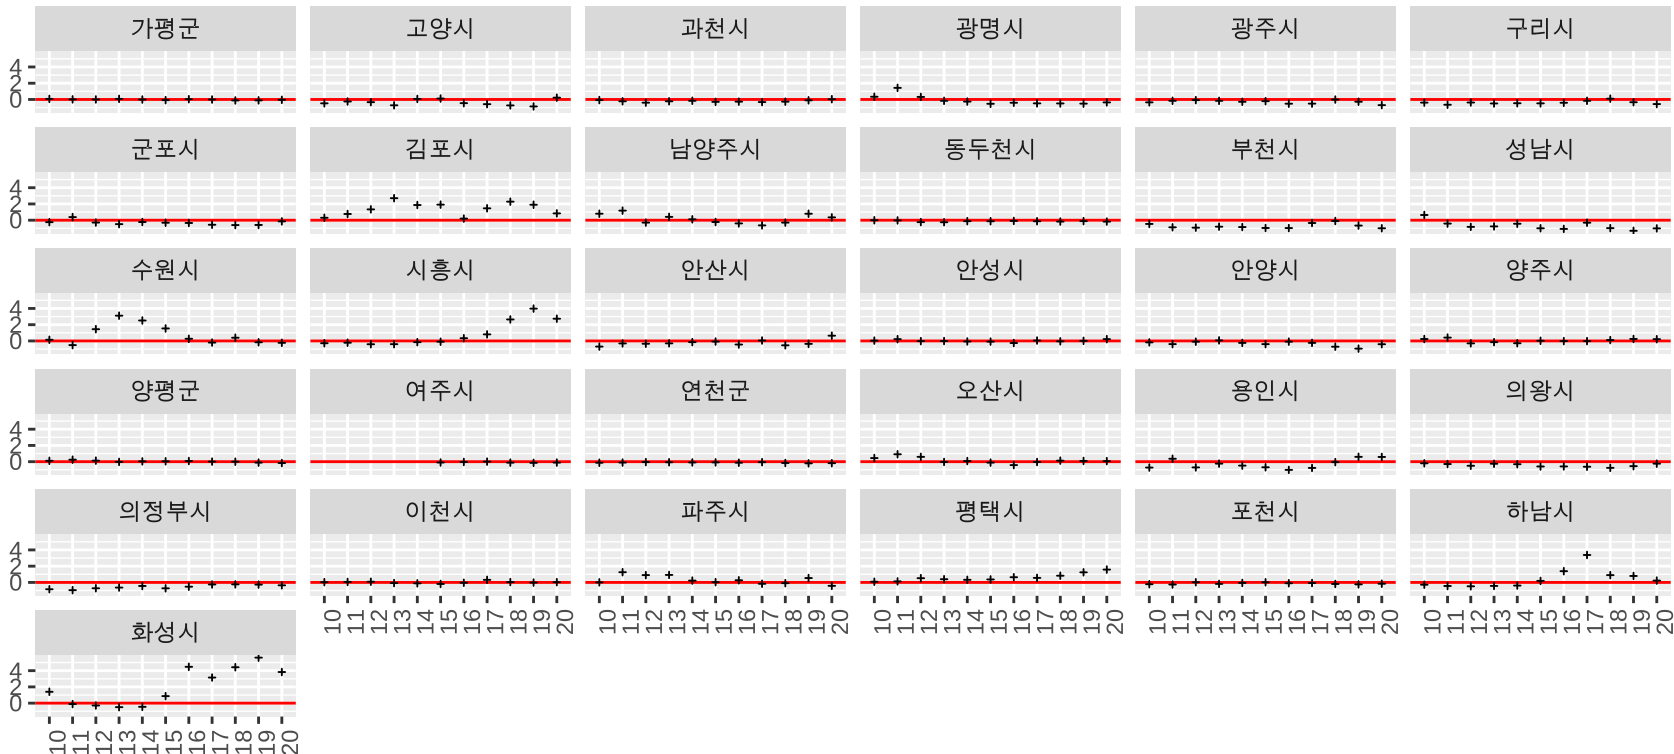 가평군 고양시 과천시 광명시 광주시 구리시
4
2
0
군포시 김포시 남양주시 동두천시 부천시 성남시
4
2
0
수원시 시흥시 안산시 안성시 안양시 양주시
4
2
0
양평군 여주시 연천군 오산시 용인시 의왕시
4
2
0
의정부시 이천시 파주시 평택시 포천시 하남시
4
2
0
10 11 12 13 14 15 16 17 18 19 20 10 11 12 13 14 15 16 17 18 19 20 10 11 12 13 14 15 16 17 18 19 20 10 11 12 13 14 15 16 17 18 19 20 10 11 12 13 14 15 16 17 18 19 20
화성시
4
2
0
10 11 12 13 14 15 16 17 18 19 20